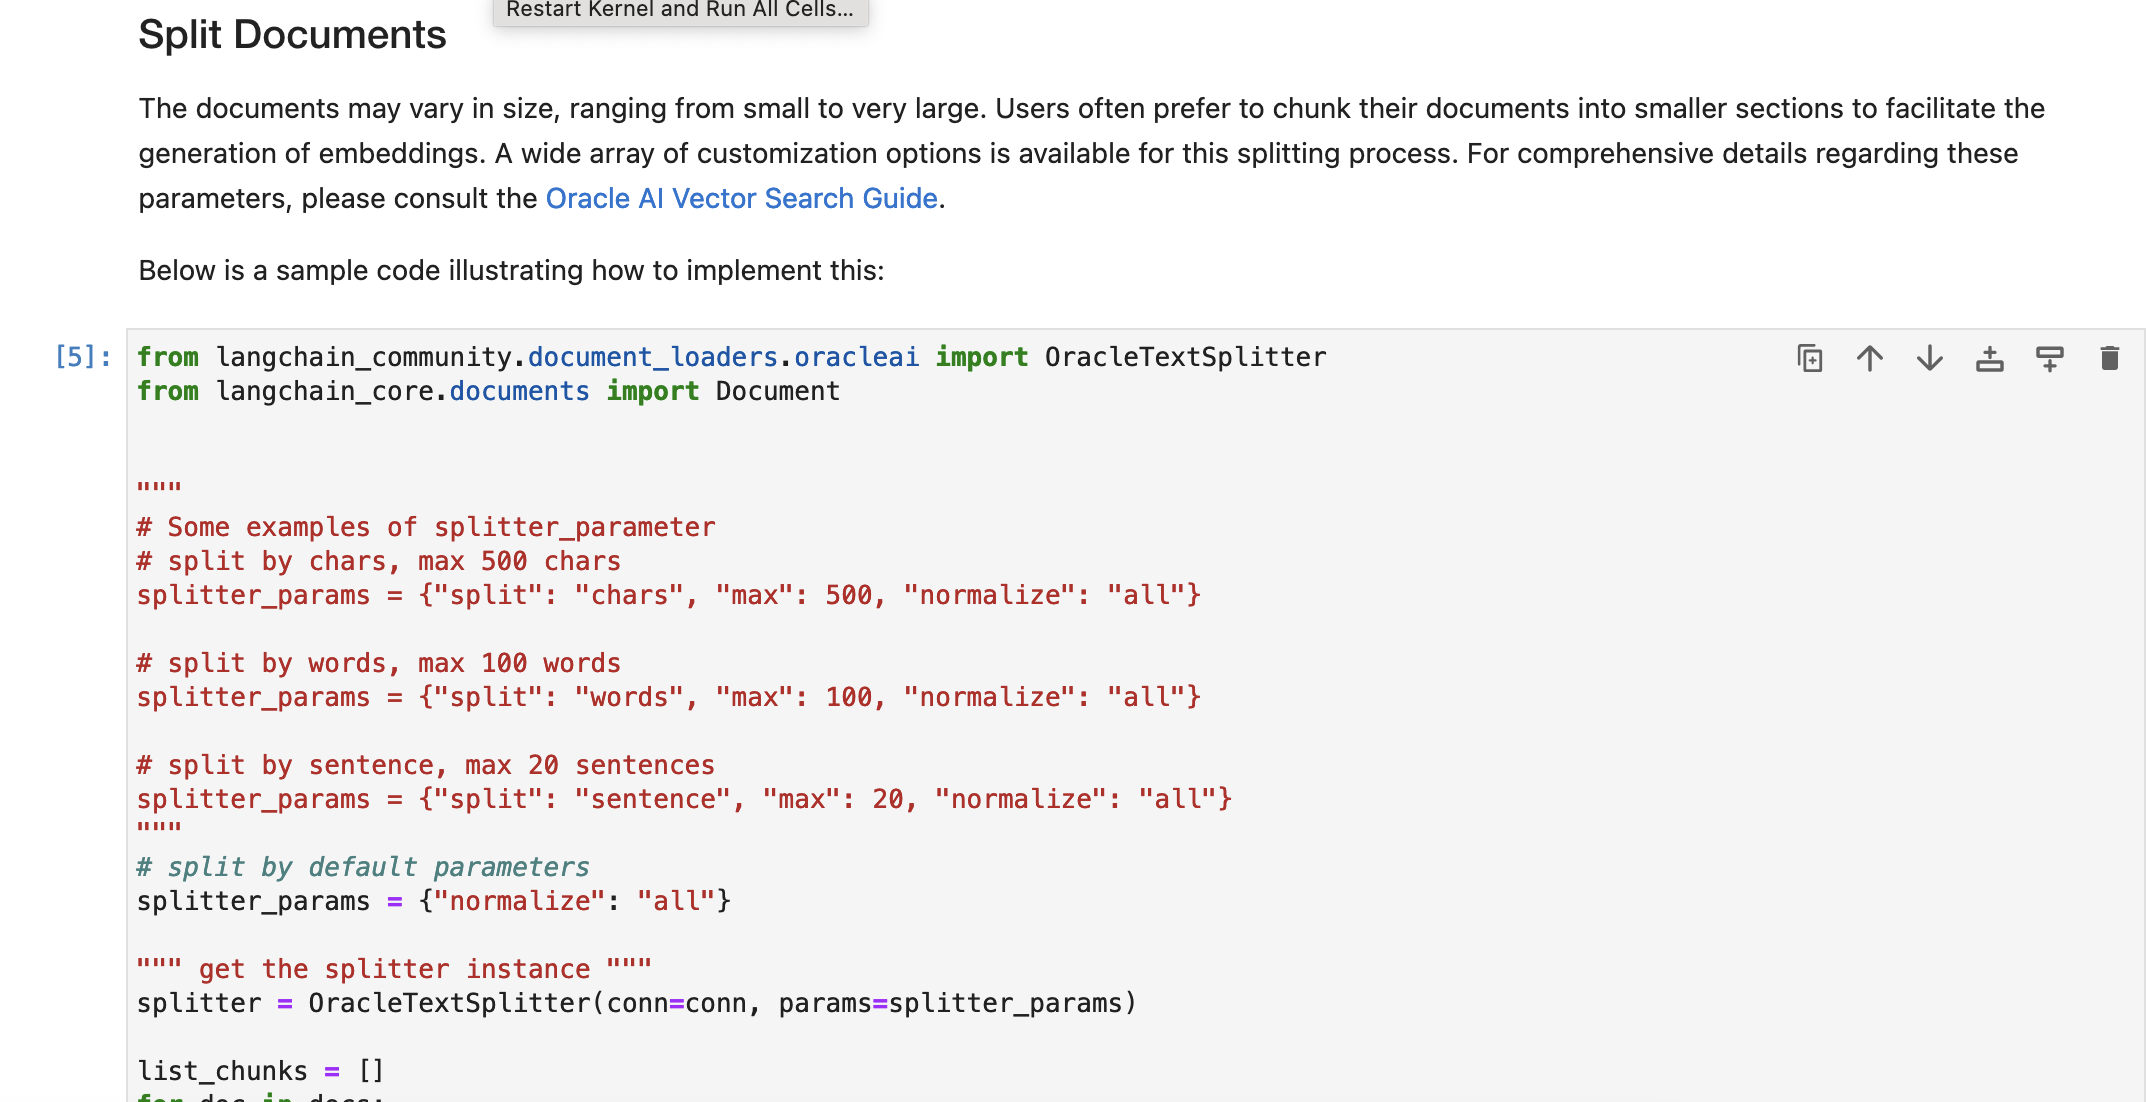 Restart Kernel and Run All Cells...
Split Documents
The documents may vary in size, ranging from small to very large. Users often prefer to chunk their documents into smaller sections to facilitate the
generation of embeddings. A wide array of customization options is available for this splitting process. For comprehensive details regarding these
parameters, please consult the Oracle AI Vector Search Guide.
Below is a sample code illustrating how to implement this:
[5]:
from langchain_community.document_loaders.oracleai import OracleTextSplitter
from langchain_core.documents import Document
"""
# Some examples of splitter_parameter
# split by chars, max 500 chars
splitter_params = {"split": "chars", "max": 500, "normalize": "all"}
# split by words, max 100 words
splitter_params = {"split": "words", "max": 100, "normalize": "all"}
# split by sentence, max 20 sentences
splitter_params = {"split": "sentence", "max": 20, "normalize": "all"}
"""
# split by default parameters
splitter_params = {"normalize": "all"}
""" get the splitter instance """
splitter = OracleTextSplitter(conn=conn, params=splitter_params)
list_chunks = []
for doc in docs: